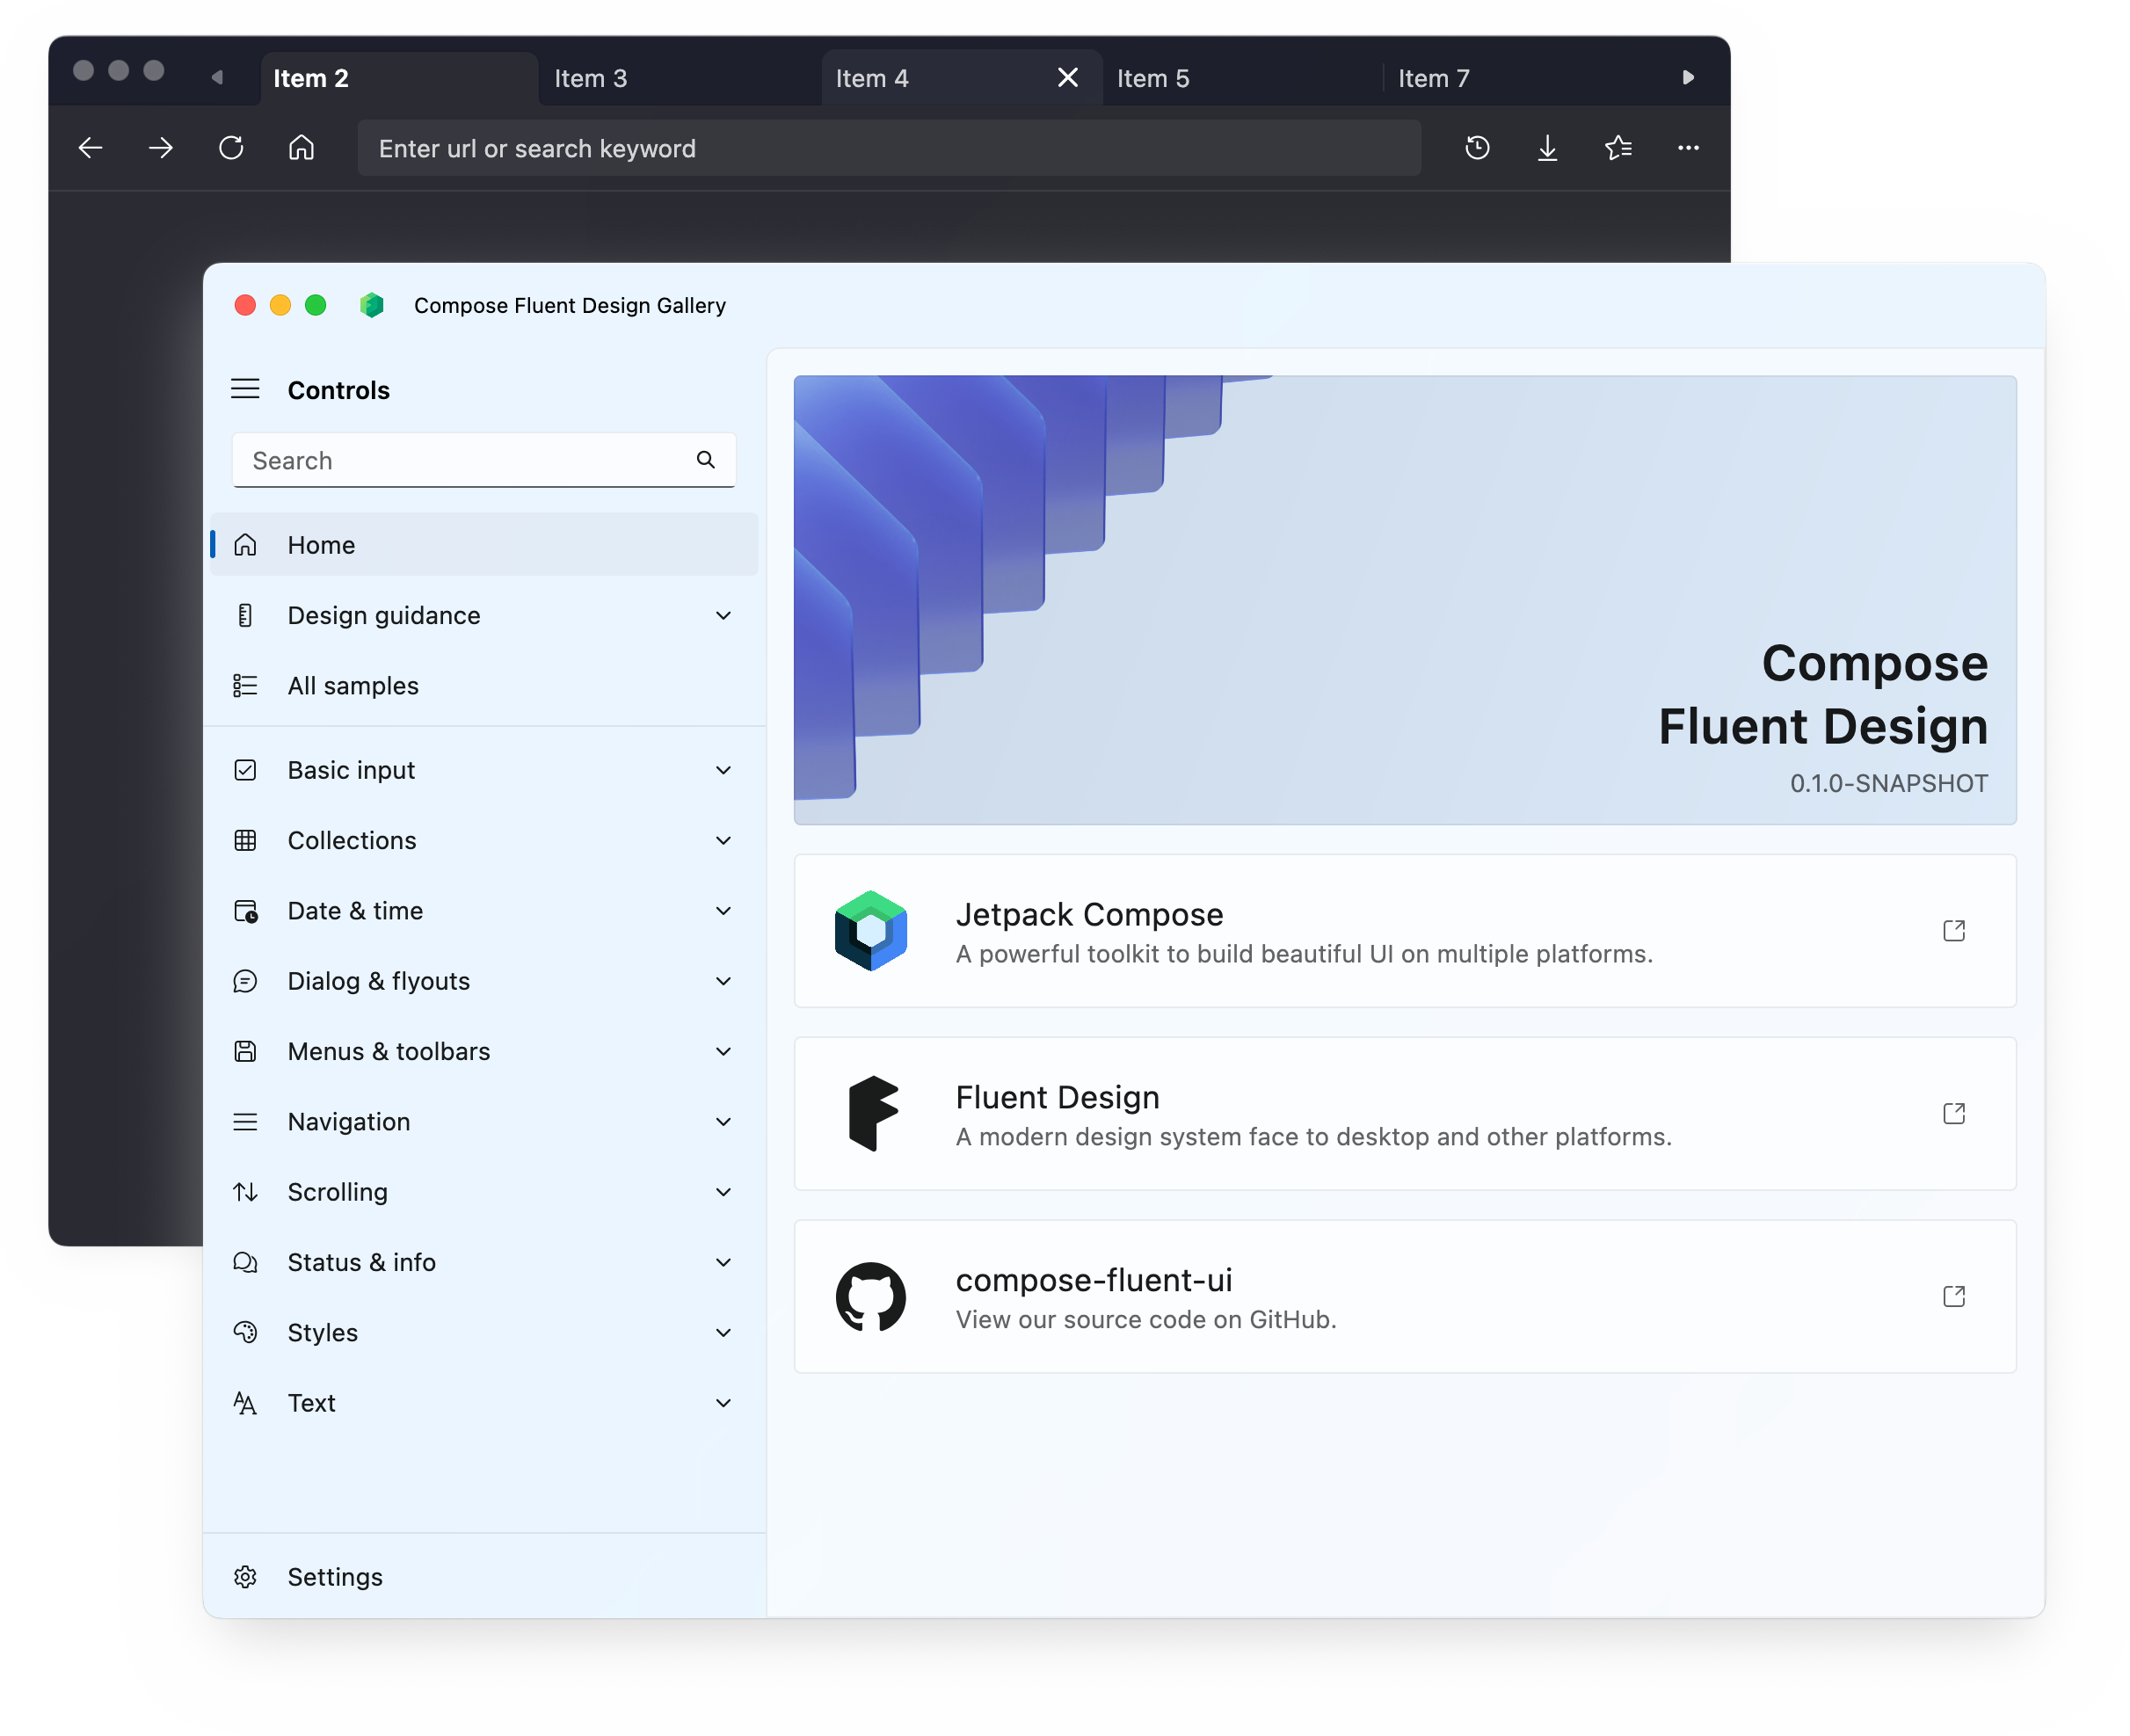 Item 2
Item 3
Item 4
Item 5
Item 7
Enter url or search keyword
Compose Fluent Design Gallery
Controls
Search
Home
Design guidance
All samples
Basic input
Collections
Date & time
Dialog & flyouts
Menus & toolbars
Navigation
Scrolling
Status & info
Styles
Text
Settings
Compose
Fluent Design
0.1.0-SNAPSHOT
Jetpack Compose
A powerful toolkit to build beautiful UI on multiple platforms.
Fluent Design
A modern design system face to desktop and other platforms.
compose-fluent-ui
View our source code on GitHub.